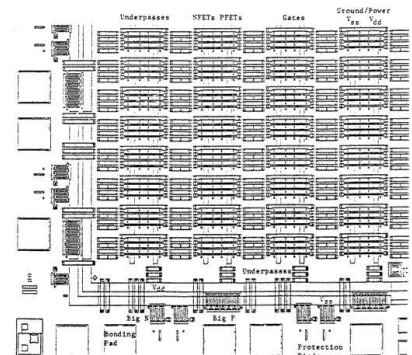 Underpasses NFETs PFETs Gates Ground/Power
Vss Vdd
Underpasses
Vdd
Vss
Big N Big P
Bonding
Pad
Protection